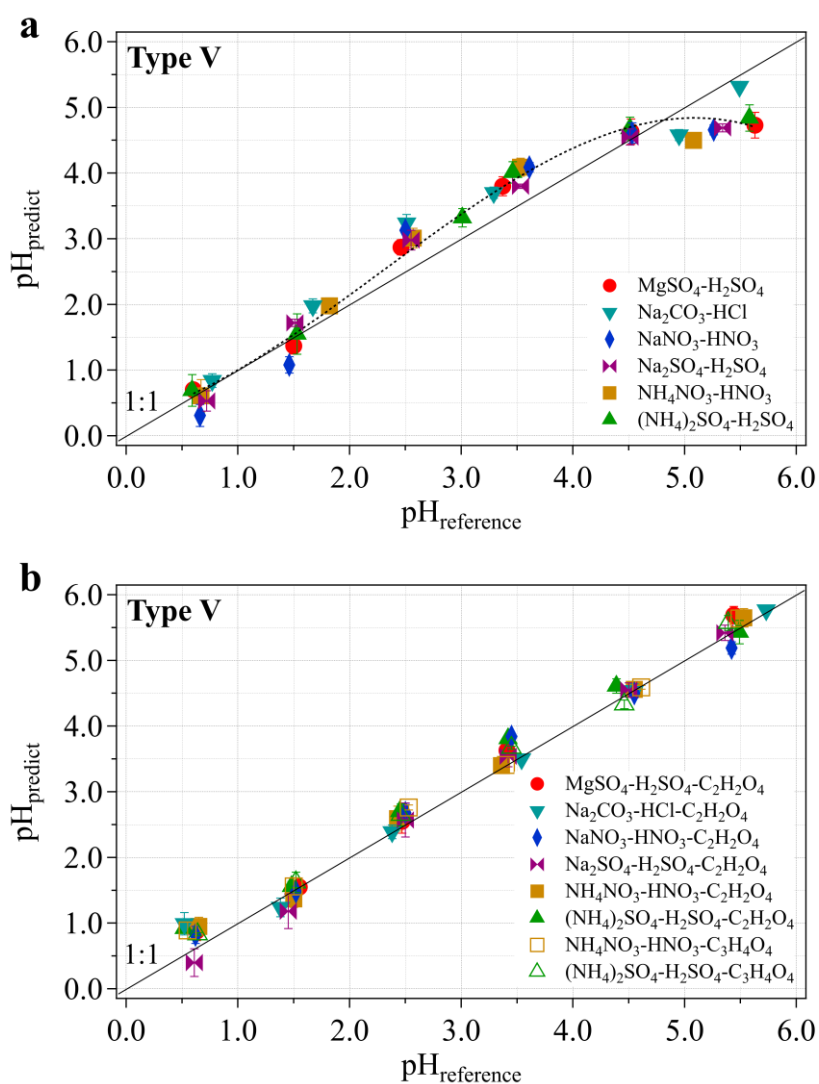 a
Type V
6.0
5.0
4.0
3.0
2.0
1.0
0.0
pH_predict
1:1
MgSO₄-H₂SO₄
Na₂CO₃-HCl
NaNO₃-HNO₃
Na₂SO₄-H₂SO₄
NH₄NO₃-HNO₃
(NH₄)₂SO₄-H₂SO₄
0.0 1.0 2.0 3.0 4.0 5.0 6.0
pH_reference
b
Type V
6.0
5.0
4.0
3.0
2.0
1.0
0.0
pH_predict
1:1
MgSO₄-H₂SO₄-C₂H₂O₄
Na₂CO₃-HCl-C₂H₂O₄
NaNO₃-HNO₃-C₂H₂O₄
Na₂SO₄-H₂SO₄-C₂H₂O₄
NH₄NO₃-HNO₃-C₂H₂O₄
(NH₄)₂SO₄-H₂SO₄-C₂H₂O₄
NH₄NO₃-HNO₃-C₃H₄O₄
(NH₄)₂SO₄-H₂SO₄-C₃H₄O₄
0.0 1.0 2.0 3.0 4.0 5.0 6.0
pH_reference